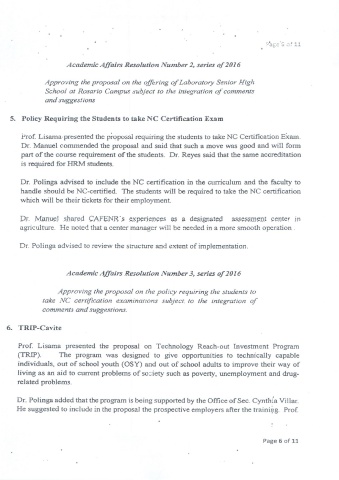 Academic Affairs Resolution Number 2, series of 2016
Approving the proposal on the offering of Laboratory Senior High
School at Rosario Campus subject to the integration of comments
and suggestions
5. Policy Requiring the Students to take NC Certification Exam
Prof. Lisama presented the proposal requiring the students to take NC Certification Exam.
Dr. Manuel commended the proposal and said that such a move was good and will form
part of the course requirement of the students. Dr. Reyes said that the same accreditation
is required for HRM students.
Dr. Polinga advised to include the NC certification in the curriculum and the faculty to
handle should be NC-certified. The students will be required to take the NC certification
which will be their tickets for their employment.
Dr. Manuel shared CAFENR's experiences as a designated assessment center in
agriculture. He noted that a center manager will be needed in a more smooth operation
Dr. Polinga advised to review the structure and extent of implementation.
Academic Affairs Resolution Number 3, series of 2016
Approving the proposal on the policy requiring the students to
take NC certification examinations subject to the integration of
comments and suggestions.
6. TRIP-Cavite
Prof. Lisama presented the proposal on Technology Reach-out Investment Program
(TRIP). The program was designed to give opportunities to technically capable
individuals, out of school youth (OSY) and out of school adults to improve their way of
living as an aid to current problems of society such as poverty, unemployment and drug-
related problems.
Dr. Polinga added that the program is being supported by the Office of Sec. Cynthia Villar.
He suggested to include in the proposal the prospective employers after the training. Prof.
Page 6 of 11